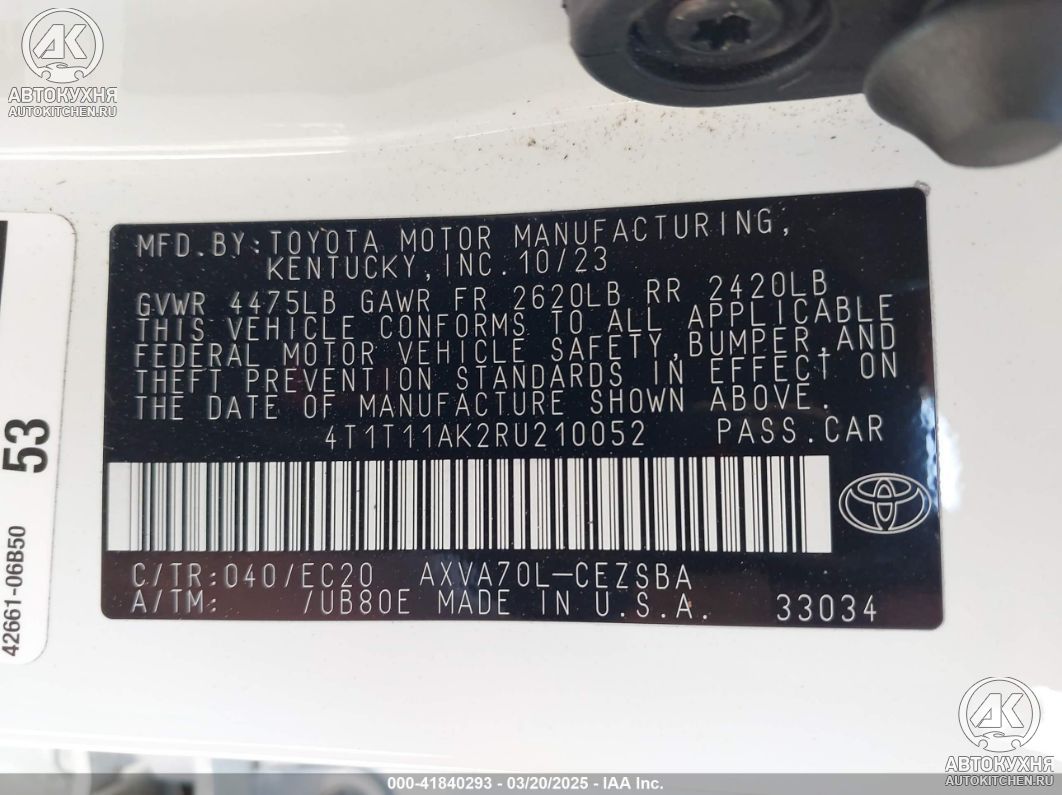 AK
АВТОКУХНЯ
AUTOKITCHEN.RU
MFD.BY:TOYOTA MOTOR MANUFACTURING,
KENTUCKY,INC.10/23
GVWR 4475LB GAWR FR 2620LB RR 2420LB
THIS VEHICLE CONFORMS TO ALL APPLICABLE
FEDERAL MOTOR VEHICLE SAFETY,BUMPER,AND
THEFT PREVENTION STANDARDS IN EFFECT ON
THE DATE OF MANUFACTURE SHOWN ABOVE.
4T1T11AK2RU210052 PASS.CAR
C/TR:040/EC20 AXVA70L-CEZSBA
A/TM: /UB80E MADE IN U.S.A. 33034
53
42661-06B50
AK
АВТОКУХНЯ
AUTOKITCHEN.RU
000-41840293 - 03/20/2025 - IAA Inc.